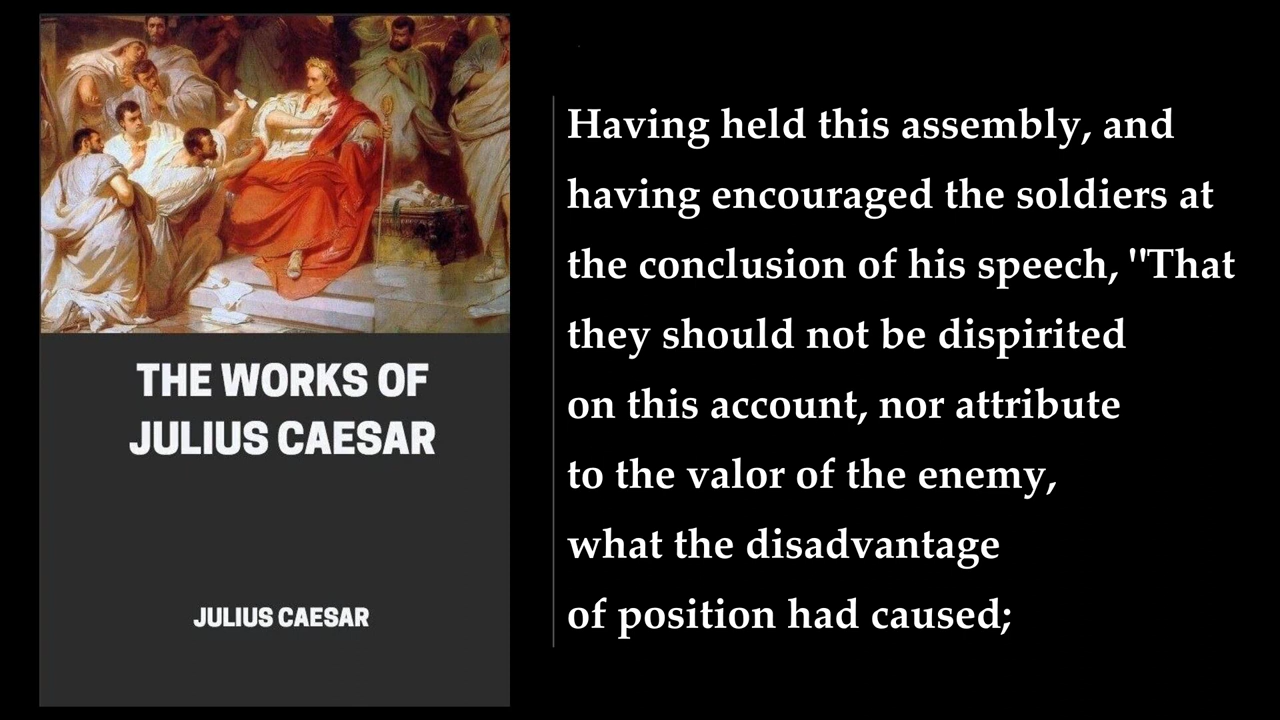 THE WORKS OF
JULIUS CAESAR
JULIUS CAESAR
Having held this assembly, and
having encouraged the soldiers at
the conclusion of his speech, "That
they should not be dispirited
on this account, nor attribute
to the valor of the enemy,
what the disadvantage
of position had caused;